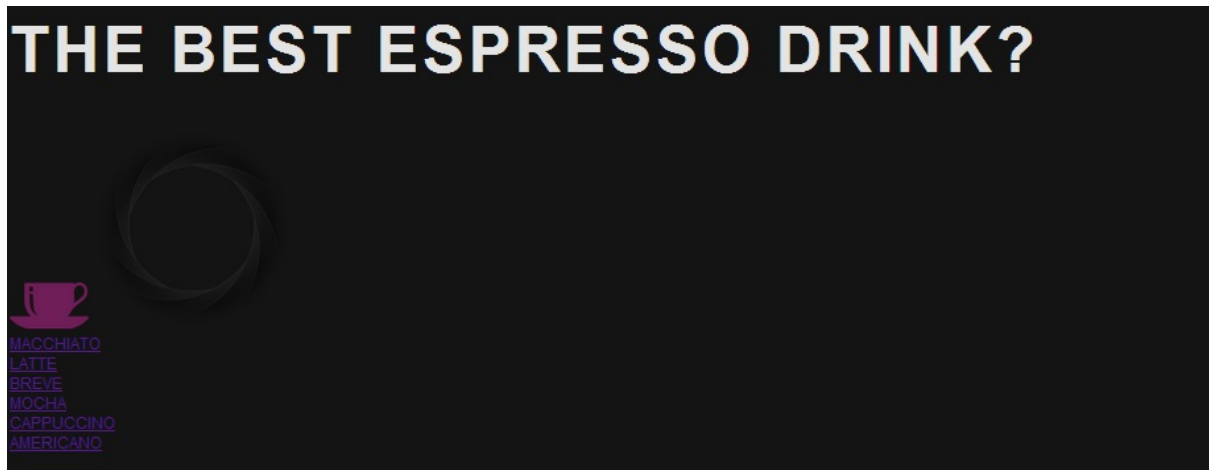 THE BEST ESPRESSO DRINK?
MACCHIATO
LATTE
BREVE
MOCHA
CAPPUCCINO
AMERICANO